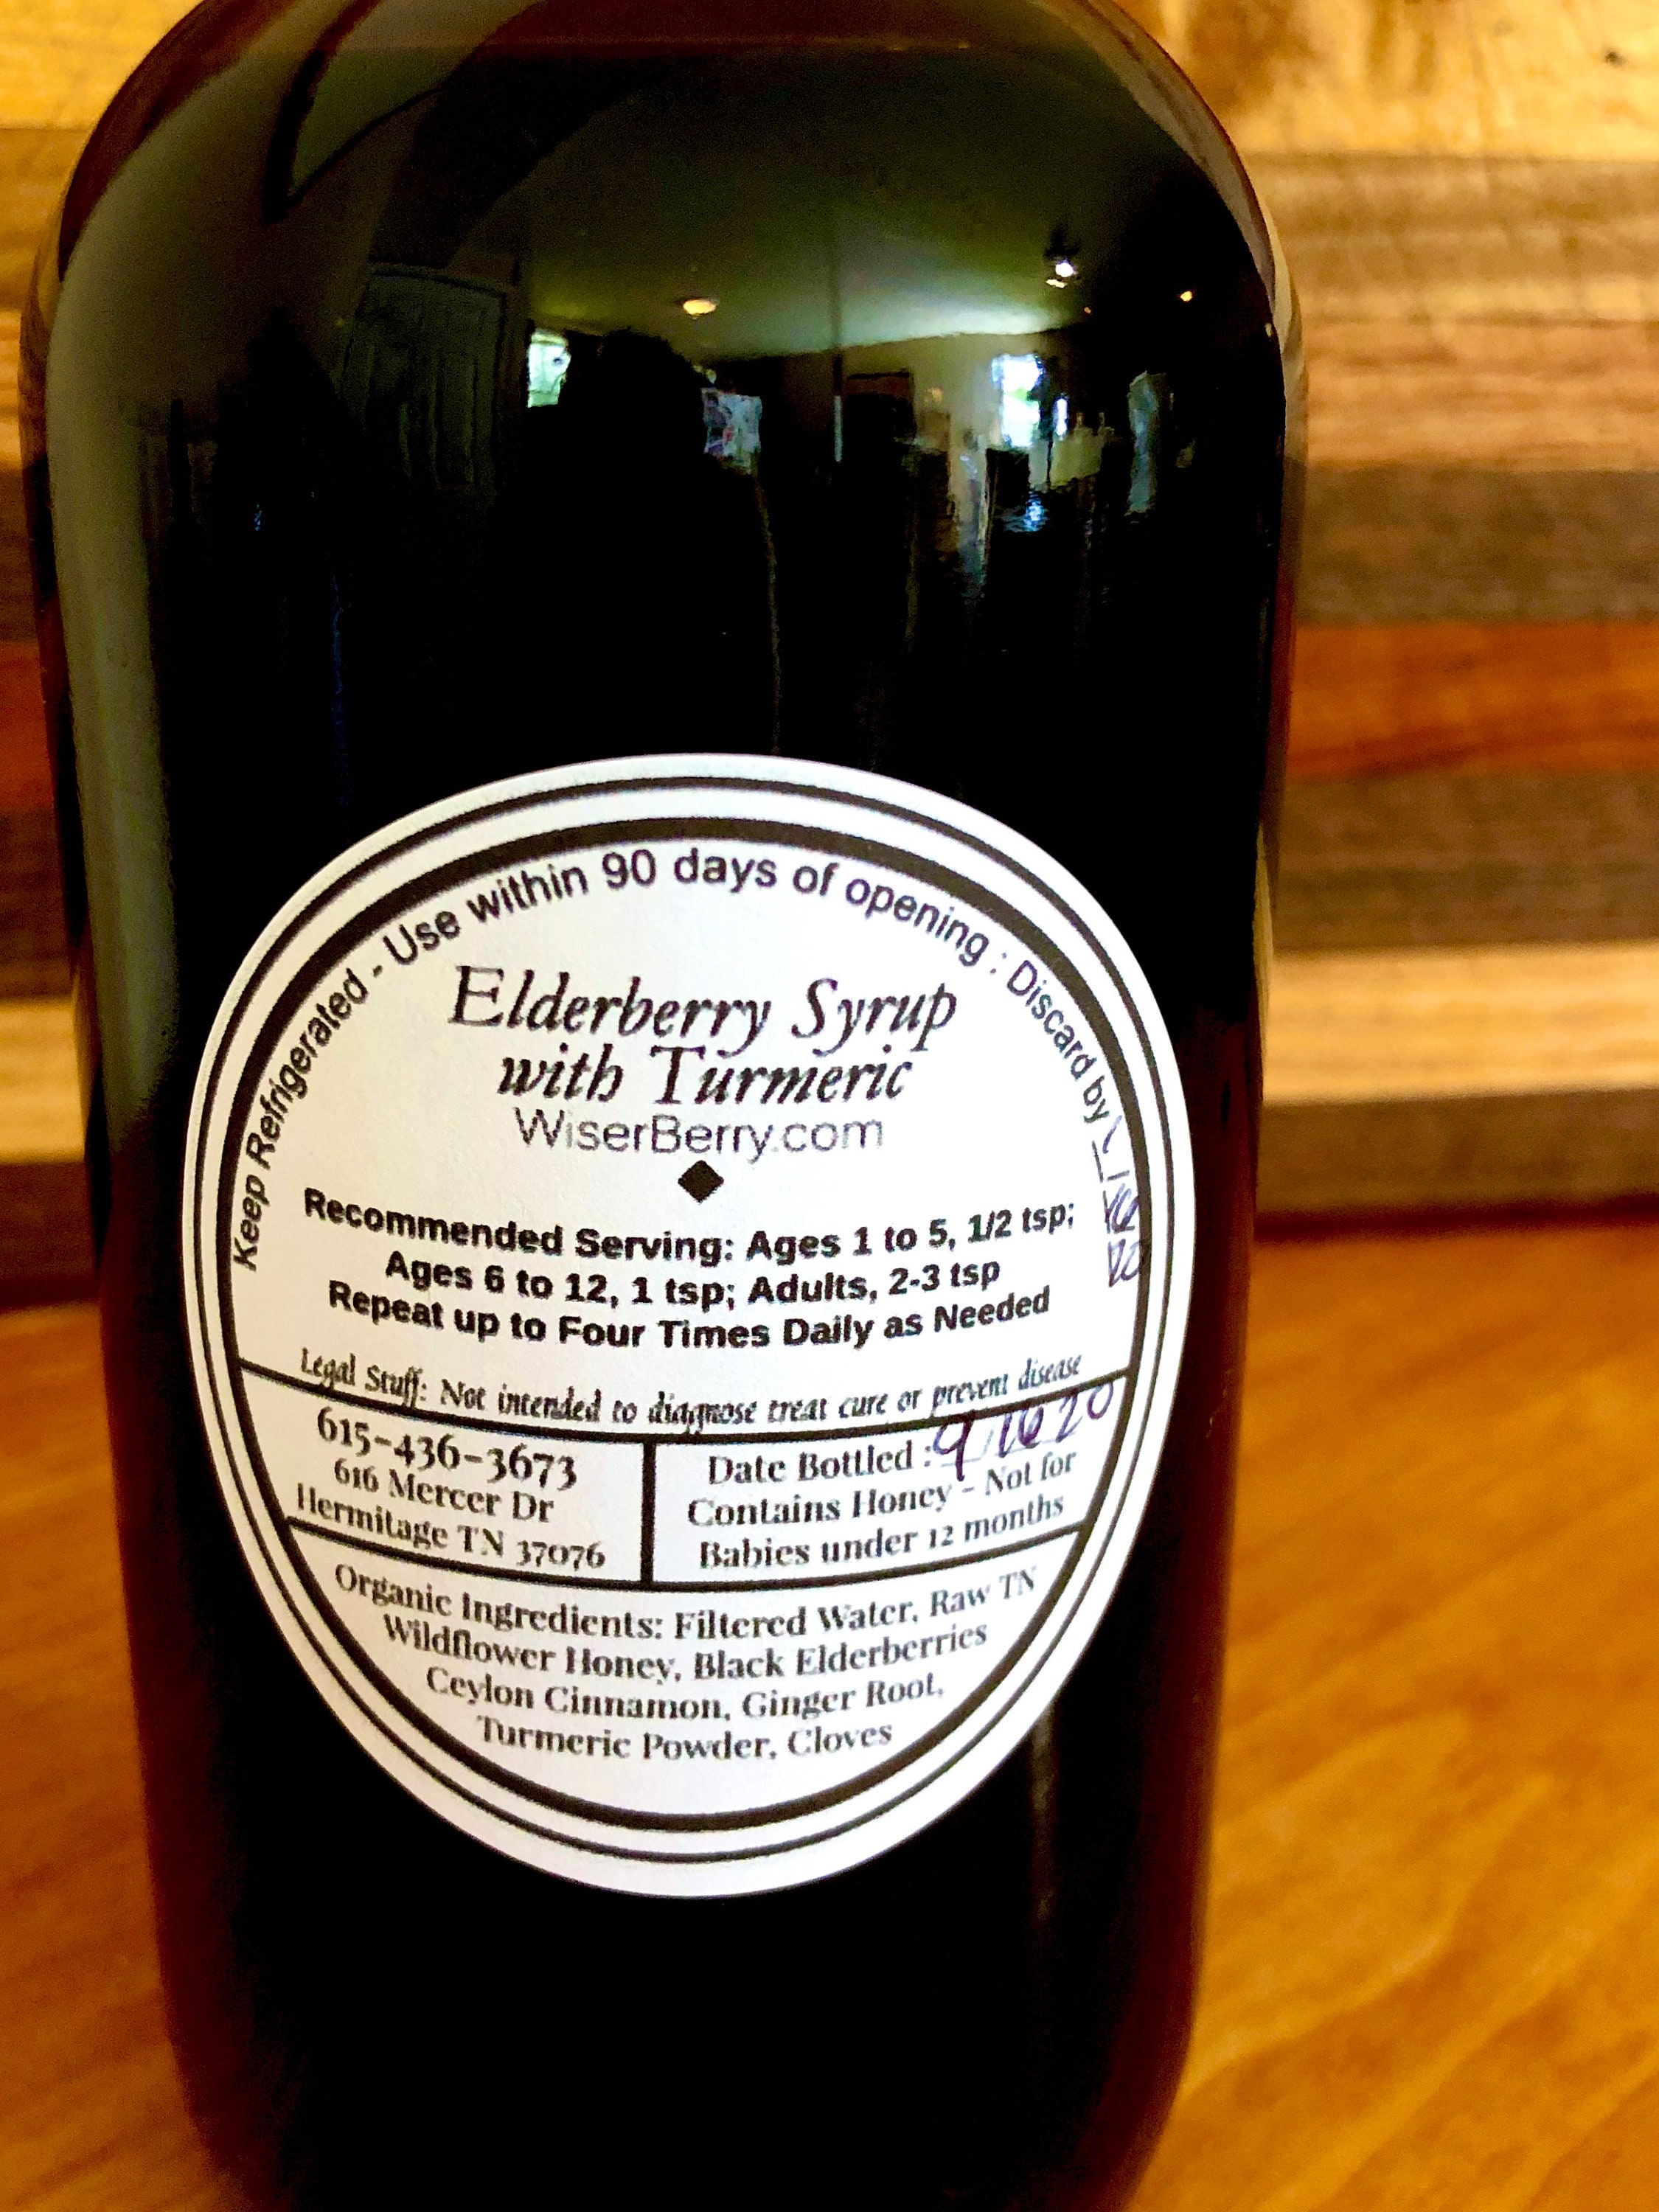 Keep Refrigerated - Use within 90 days of opening : Discard by
Elderberry Syrup
with Turmeric
WiserBerry.com
Recommended Serving: Ages 1 to 5, 1/2 tsp;
Ages 6 to 12, 1 tsp; Adults, 2-3 tsp
Repeat up to Four Times Daily as Needed
Legal Stuff: Not intended to diagnose treat cure or prevent disease
615-436-3673
616 Mercer Dr
Hermitage TN 37076
Date Bottled : 9 16 20
Contains Honey - Not for
Babies under 12 months
Organic Ingredients: Filtered Water, Raw TN
Wildflower Honey, Black Elderberries
Ceylon Cinnamon, Ginger Root,
Turmeric Powder, Cloves